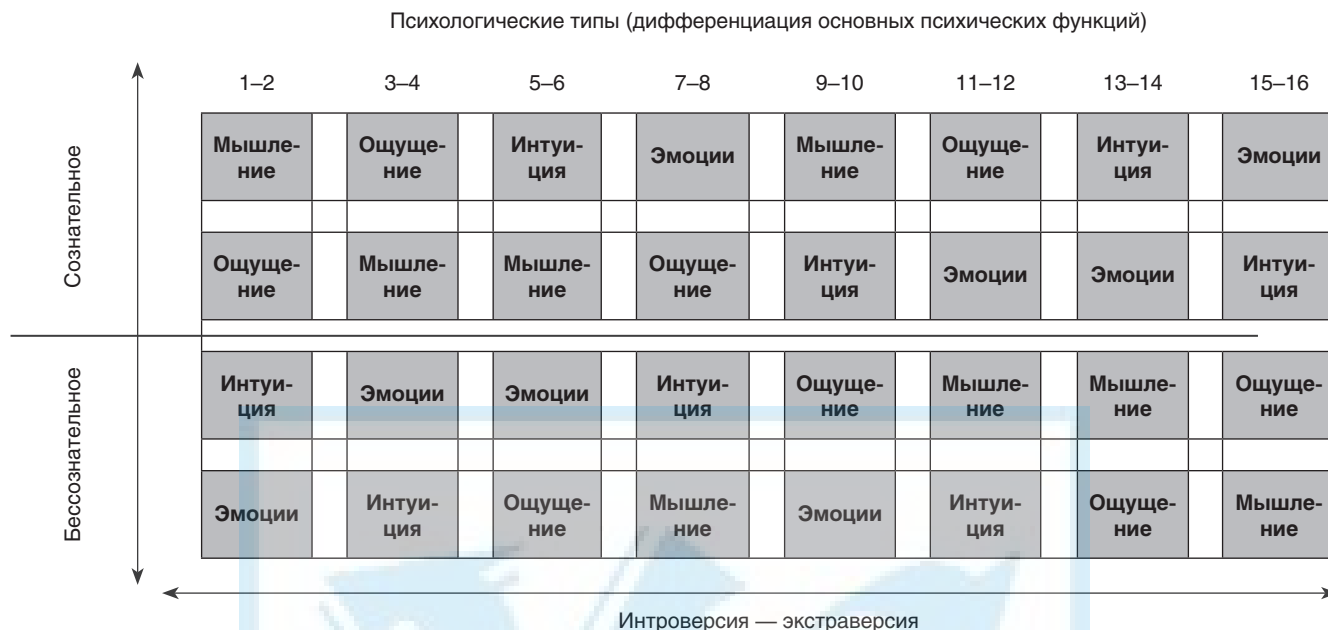 Психологические типы (дифференциация основных психических функций)
1–2 3–4 5–6 7–8 9–10 11–12 13–14 15–16
Сознательное
Мышле- Ощуще- Интуи- Эмоции Мышле- Ощуще- Интуи- Эмоции
ние ние ция ние ние ция
Ощуще- Мышле- Мышле- Ощуще- Интуи- Эмоции Эмоции Интуи-
ние ние ние ние ция ция
Бессознательное
Интуи- Эмоции Эмоции Интуи- Ощуще- Мышле- Мышле- Ощуще-
ция ция ние ние ние ние
Эмоции Интуи- Ощуще- Мышле- Эмоции Интуи- Ощуще- Мышле-
ция ние ние ция ние ние
Интроверсия — экстраверсия